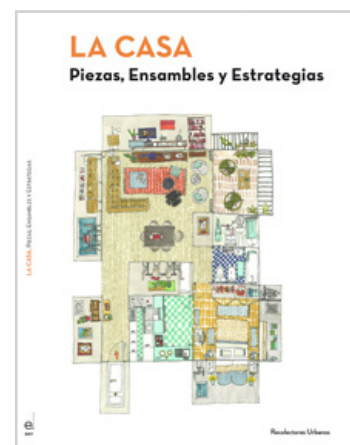 LA CASA
Piezas, Ensambles y Estrategias
LA CASA. PIEZAS, ENSAMBLES Y ESTRATEGIAS
Recolectores Urbanos